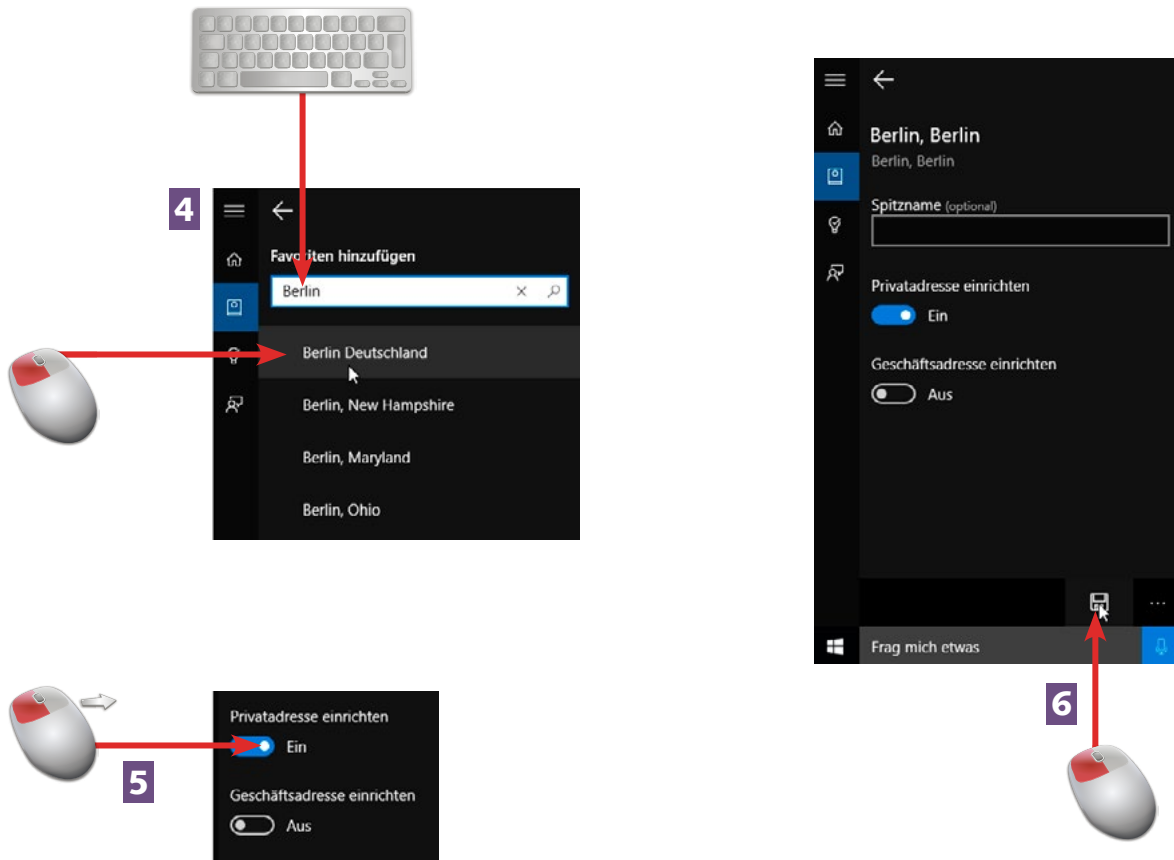 4
Favoriten hinzufügen
Berlin
Berlin Deutschland
Berlin, New Hampshire
Berlin, Maryland
Berlin, Ohio
5
Privatadresse einrichten
Ein
Geschäftsadresse einrichten
Aus
Berlin, Berlin
Berlin, Berlin
Spitzname (optional)
Privatadresse einrichten
Ein
Geschäftsadresse einrichten
Aus
...
Frag mich etwas
6